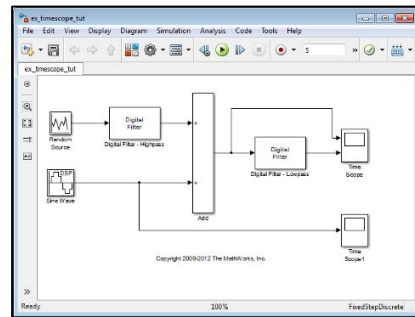 ex_timescope_tut
File Edit View Display Diagram Simulation Analysis Code Tools Help
5
ex_timescope_tut
Random
Source
Digital
Filter
Digital Filter - Highpass
DSP
Sine Wave
Add
Digital
Filter
Digital Filter - Lowpass
Time
Scope
Time
Scope1
Copyright 2000-2012 The MathWorks, Inc.
Ready 100% FixedStepDiscrete